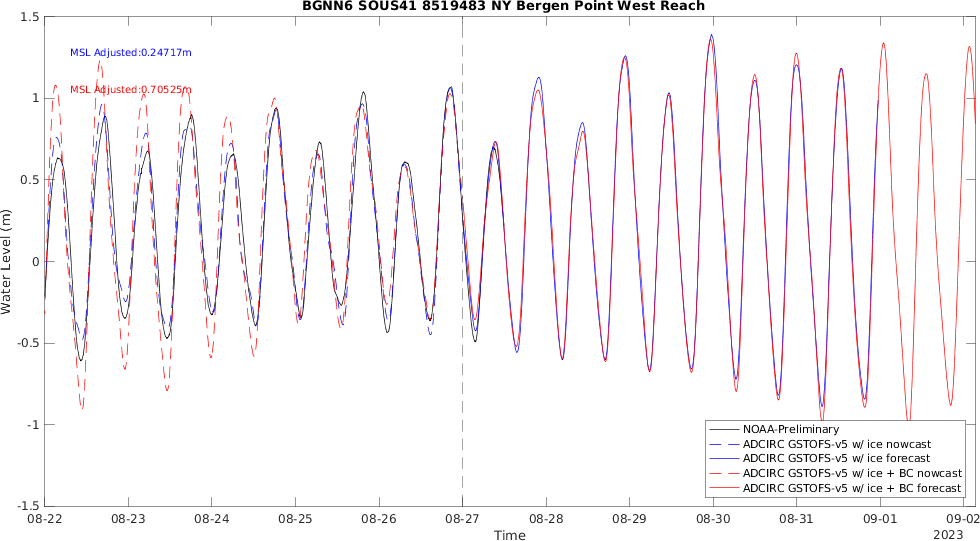 BGNN6 SOUS41 8519483 NY Bergen Point West Reach
1.5
MSL Adjusted:0.24717m
MSL Adjusted:0.70525m
1
0.5
0
-0.5
-1
-1.5
Water Level (m)
NOAA-Preliminary
ADCIRC GSTOFS-v5 w/ ice nowcast
ADCIRC GSTOFS-v5 w/ ice forecast
ADCIRC GSTOFS-v5 w/ ice + BC nowcast
ADCIRC GSTOFS-v5 w/ ice + BC forecast
08-22 08-23 08-24 08-25 08-26 08-27 08-28 08-29 08-30 08-31 09-01 09-02
Time
2023